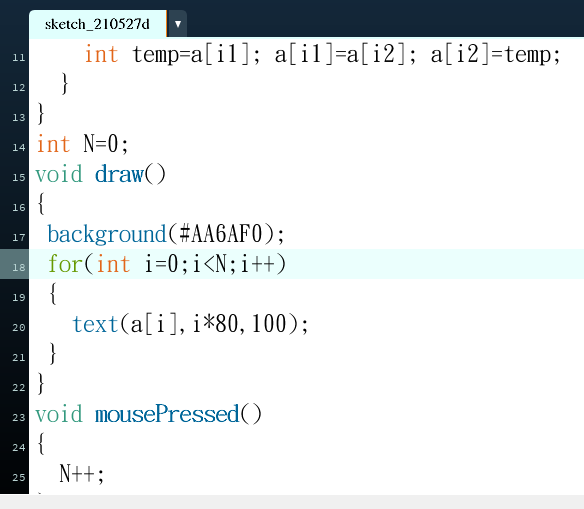 sketch_210527d ▼
11 int temp=a[i1]; a[i1]=a[i2]; a[i2]=temp;
12 }
13 }
14 int N=0;
15 void draw()
16 {
17 background(#AA6AF0);
18 for(int i=0;i<N;i++)
19 {
20 text(a[i],i*80,100);
21 }
22 }
23 void mousePressed()
24 {
25 N++;